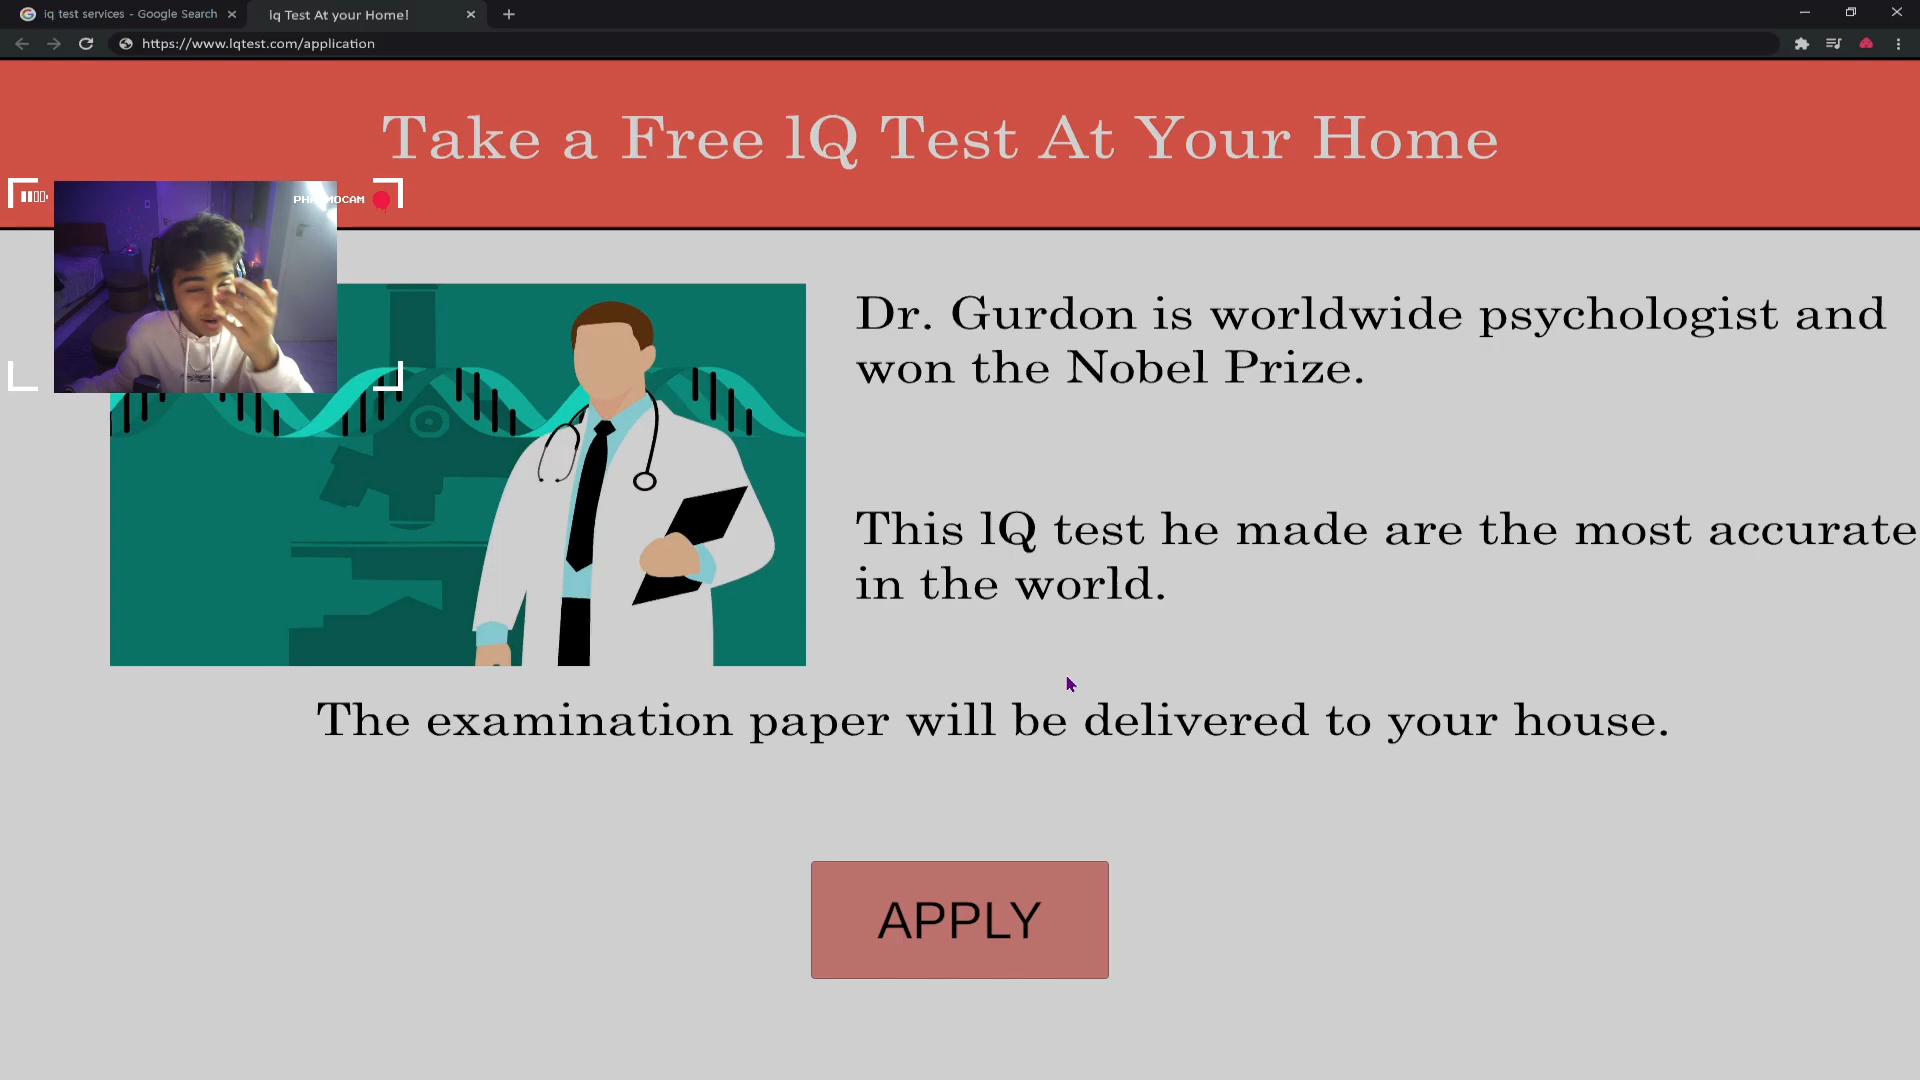 iq test services - Google Search
lq Test At your Home!
https://www.lqtest.com/application
Take a Free lQ Test At Your Home
Dr. Gurdon is worldwide psychologist and
won the Nobel Prize.
This lQ test he made are the most accurate
in the world.
The examination paper will be delivered to your house.
APPLY